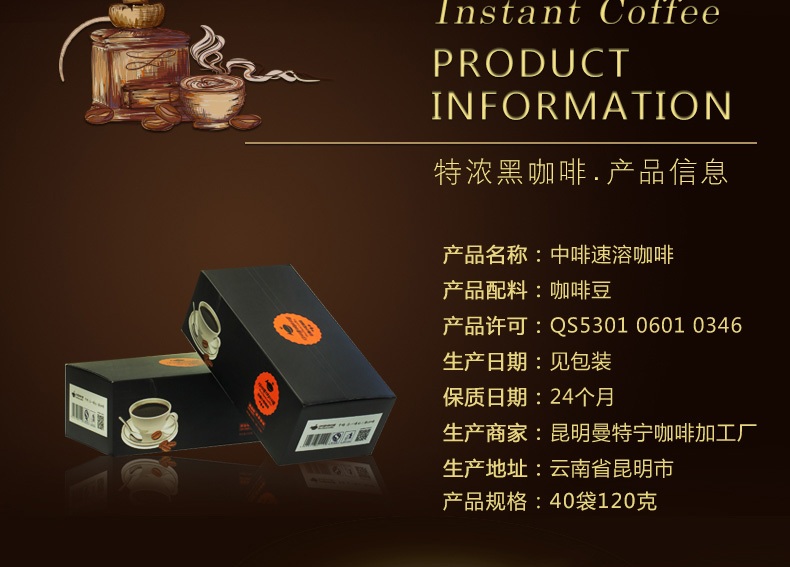 Instant Coffee
PRODUCT
INFORMATION
特浓黑咖啡.产品信息
产品名称：中啡速溶咖啡
产品配料：咖啡豆
产品许可：QS5301 0601 0346
生产日期：见包装
保质日期：24个月
生产商家：昆明曼特宁咖啡加工厂
生产地址：云南省昆明市
产品规格：40袋120克